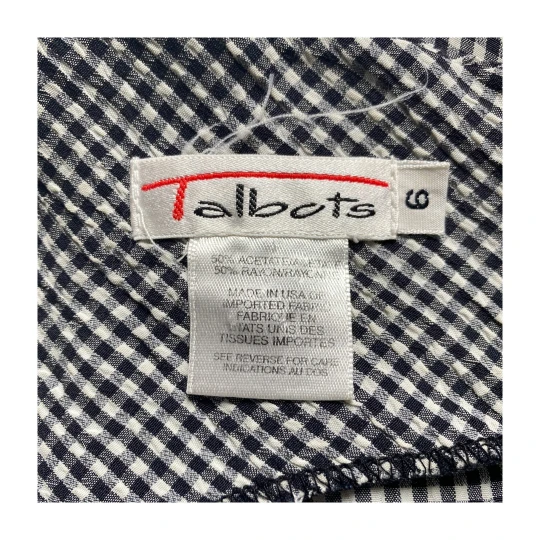 Talbots
6
50% ACETATE/ACETATE
50% RAYON/RAYON
MADE IN USA OF
IMPORTED FABRIC
FABRIQUE EN
ETATS UNIS DES
TISSUES IMPORTES
SEE REVERSE FOR CARE
INDICATIONS AU DOS